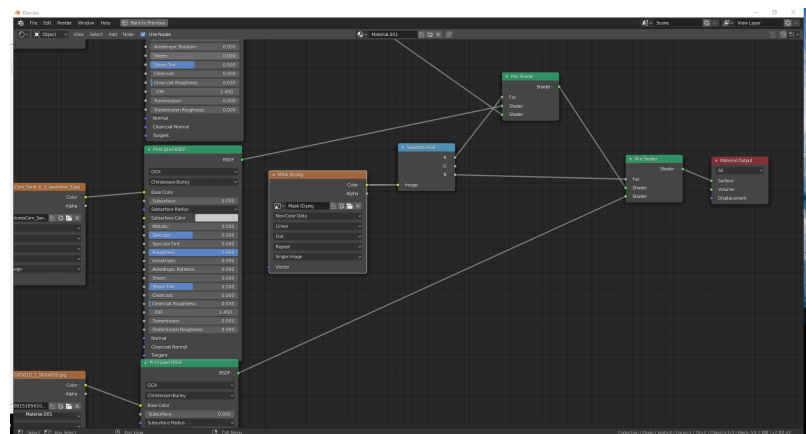 Blender
File Edit Render Window Help Back to Previous Scene View Layer
Object View Select Add Node Use Nodes Material.001
Anisotropic Rotation: 0.000
Sheen: 0.000
Sheen Tint: 0.500
Clearcoat: 0.000
Clearcoat Roughness: 0.030
IOR: 1.450
Transmission: 0.000
Transmission Roughness: 0.000
Normal
Clearcoat Normal
Tangent
Mix Shader
Shader
Fac
Shader
Shader
Principled BSDF
BSDF
GGX
Christensen-Burley
Base Color
Subsurface: 0.000
Subsurface Radius
Subsurface Color
Metallic: 0.000
Specular: 0.500
Specular Tint: 0.000
Roughness:
Anisotropic: 0.000
Anisotropic Rotation: 0.000
Sheen: 0.000
Sheen Tint: 0.500
Clearcoat: 0.000
Clearcoat Roughness: 0.030
IOR: 1.450
Transmission: 0.000
Transmission Roughness: 0.000
Normal
Clearcoat Normal
Tangent
Color
Alpha
Mask ID.png
Color
Alpha
Mask ID.png
Non-Color Data
Linear
Flat
Repeat
Single Image
Vector
Separate RGB
R
G
B
Image
Mix Shader
Shader
Fac
Shader
Shader
Material Output
All
Surface
Volume
Displacement
Principled BSDF
BSDF
GGX
Christensen-Burley
Base Color
Subsurface: 0.000
Subsurface Radius
Color
Alpha
Material.001
Select Box Select Pan View Call Menu